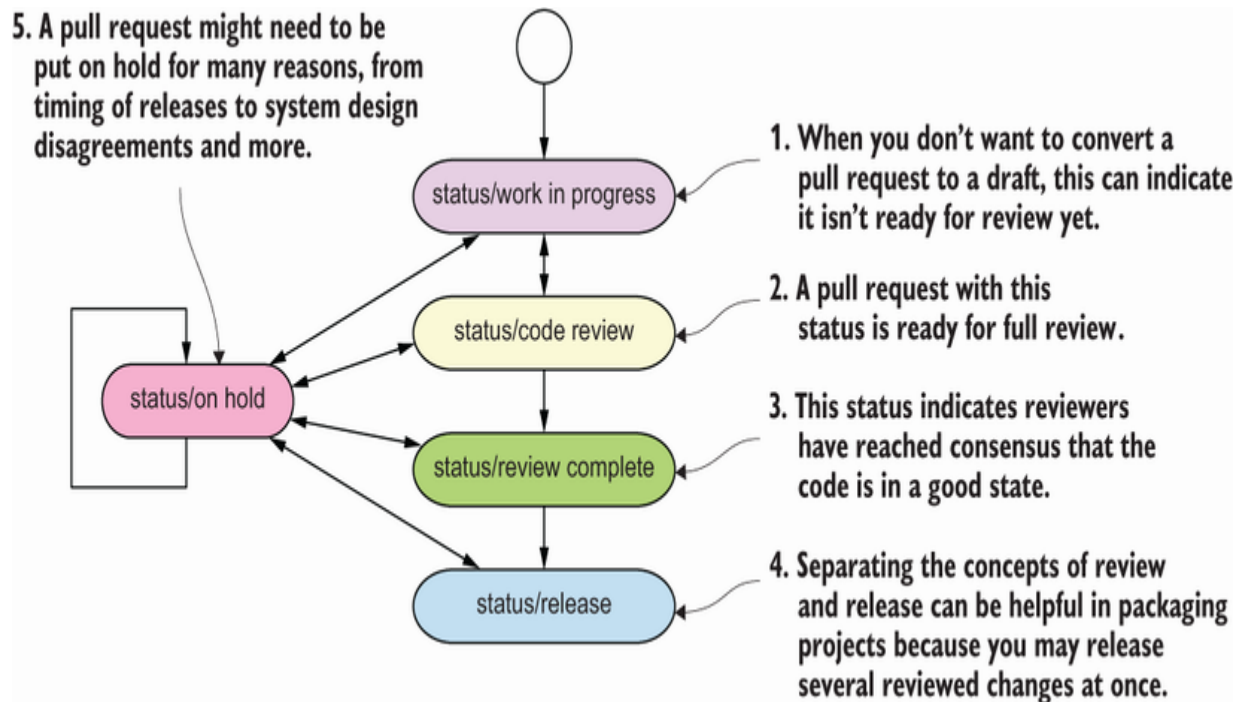 5. A pull request might need to be
put on hold for many reasons, from
timing of releases to system design
disagreements and more.
status/work in progress
1. When you don't want to convert a
pull request to a draft, this can indicate
it isn't ready for review yet.
status/code review
2. A pull request with this
status is ready for full review.
status/on hold
status/review complete
3. This status indicates reviewers
have reached consensus that the
code is in a good state.
status/release
4. Separating the concepts of review
and release can be helpful in packaging
projects because you may release
several reviewed changes at once.